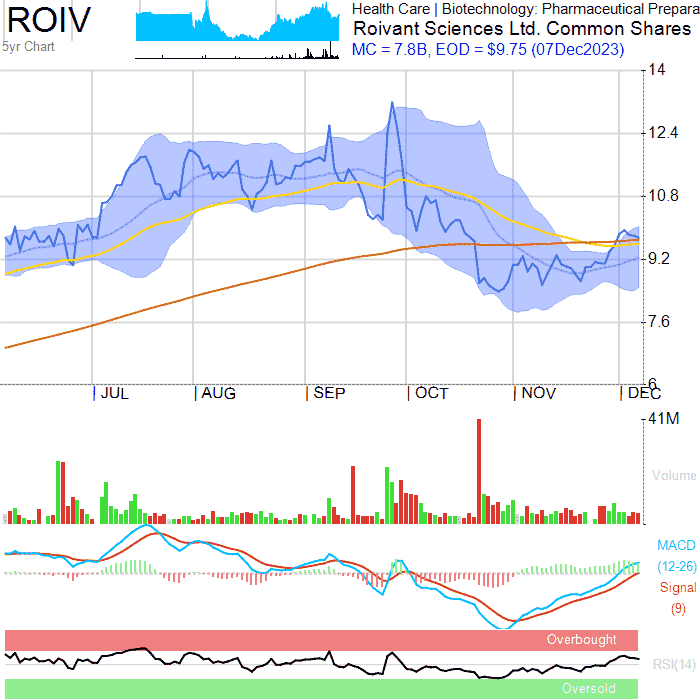 ROIV
5yr Chart
Health Care | Biotechnology: Pharmaceutical Prepara
Roivant Sciences Ltd. Common Shares
MC = 7.8B, EOD = $9.75 (07Dec2023)
14
12.4
10.8
9.2
7.6
6
JUL AUG SEP OCT NOV DEC
41M
Volume
MACD
(12-26)
Signal
(9)
Overbought
RSI(14)
Oversold